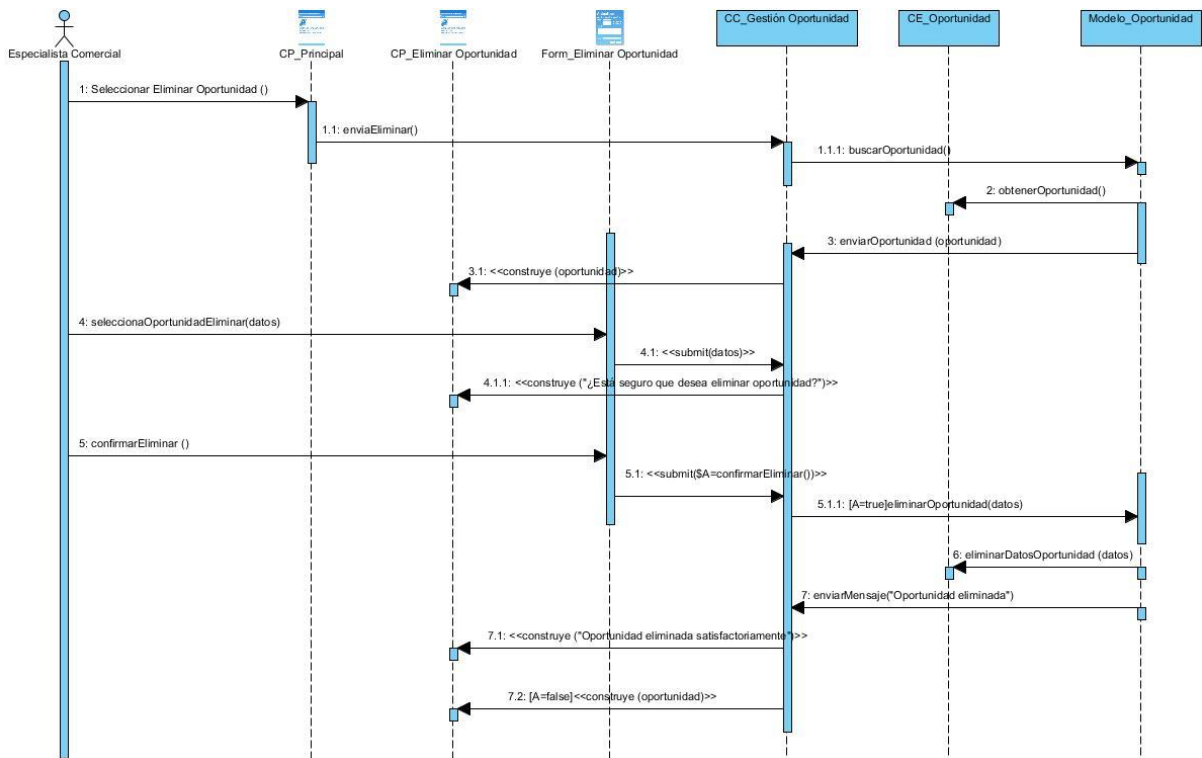 CC_Gestión Oportunidad
CE_Oportunidad
Modelo_Oportunidad
Especialista Comercial
CP_Principal
CP_Eliminar Oportunidad
Form_Eliminar Oportunidad
1: Seleccionar Eliminar Oportunidad ()
1.1: enviaEliminar()
1.1.1: buscarOportunidad()
2: obtenerOportunidad()
3: enviarOportunidad (oportunidad)
3.1: <<construye (oportunidad)>>
4: seleccionaOportunidadEliminar(datos)
4.1: <<submit(datos)>>
4.1.1: <<construye ("¿Está seguro que desea eliminar oportunidad?")>>
5: confirmarEliminar ()
5.1: <<submit($A=confirmarEliminar())>>
5.1.1: [A=true]eliminarOportunidad(datos)
6: eliminarDatosOportunidad (datos)
7: enviarMensaje("Oportunidad eliminada")
7.1: <<construye ("Oportunidad eliminada satisfactoriamente")>>
7.2: [A=false]<<construye (oportunidad)>>